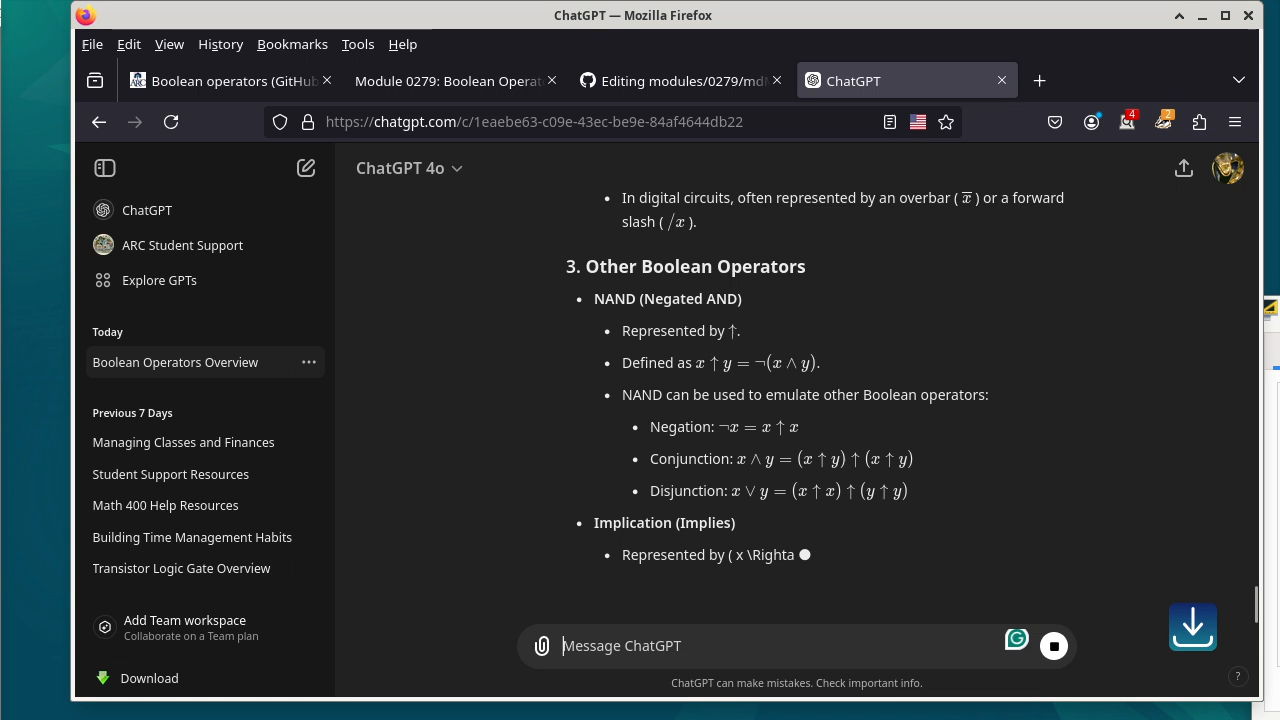 ChatGPT — Mozilla Firefox
File Edit View History Bookmarks Tools Help
Boolean operators (GitHub
Module 0279: Boolean Operat
Editing modules/0279/mdl
ChatGPT
https://chatgpt.com/c/1eaebe63-c09e-43ec-be9e-84af4644db22
4
2
ChatGPT
ARC Student Support
Explore GPTs
Today
Boolean Operators Overview
Previous 7 Days
Managing Classes and Finances
Student Support Resources
Math 400 Help Resources
Building Time Management Habits
Transistor Logic Gate Overview
Add Team workspace
Collaborate on a Team plan
Download
ChatGPT 4o
In digital circuits, often represented by an overbar ( x̅ ) or a forward
slash ( /x ).
3. Other Boolean Operators
NAND (Negated AND)
Represented by ↑.
Defined as x ↑ y = ¬(x ∧ y).
NAND can be used to emulate other Boolean operators:
Negation: ¬x = x ↑ x
Conjunction: x ∧ y = (x ↑ y) ↑ (x ↑ y)
Disjunction: x ∨ y = (x ↑ x) ↑ (y ↑ y)
Implication (Implies)
Represented by ( x \Righta
Message ChatGPT
ChatGPT can make mistakes. Check important info.
?